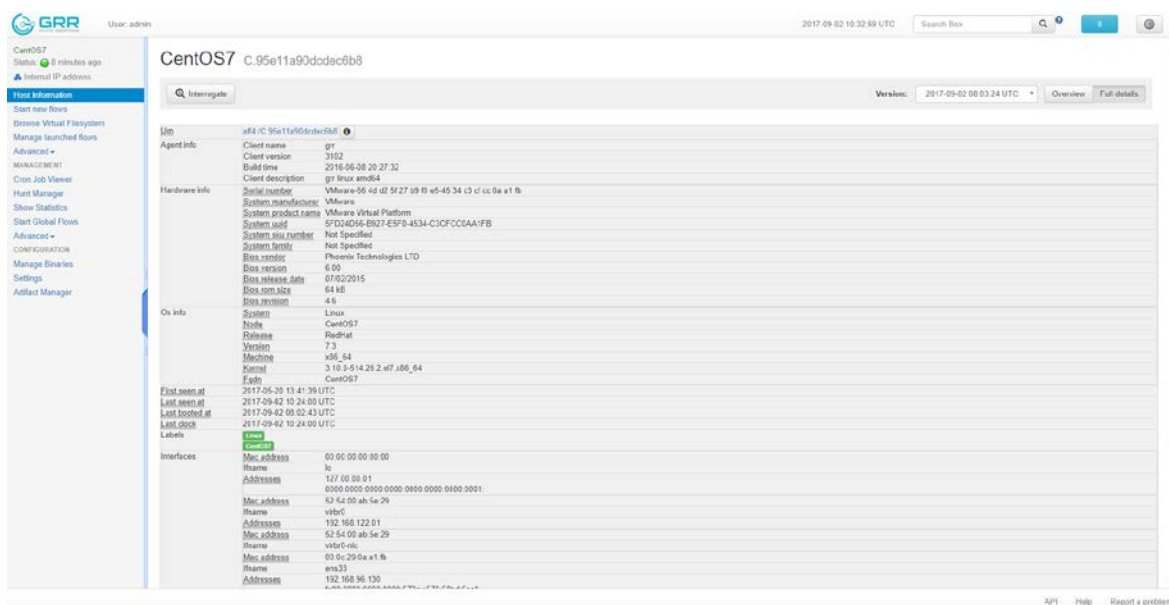 GRR
User: admin
2017-09-02 10:32:59 UTC
Search Box
CentOS7
Status: 8 minutes ago
Internal IP address
Host Information
Start new flows
Browse Virtual Filesystem
Manage launched flows
Advanced
MANAGEMENT
Cron Job Viewer
Hunt Manager
Show Statistics
Start Global Flows
Advanced
CONFIGURATION
Manage Binaries
Settings
Artifact Manager
CentOS7 C.95e11a90dcdec6b8
Interrogate
Version: 2017-09-02 08:03:24 UTC Overview Full details
Urn aff4:/C.95e11a90dcdec6b8
Agent info Client name grr
Client version 3102
Build time 2016-06-08 20:27:32
Client description grr linux amd64
Hardware info Serial number VMware-56 4d d2 5f 27 b9 f0 e5-45 34 c3 cf cc 0a a1 fb
System manufacturer VMware
System product name VMware Virtual Platform
System uuid
System sku number Not Specified
System family Not Specified
Bios vendor Phoenix Technologies LTD
Bios version 6.00
Bios release date 07/02/2015
Bios rom size 64 kB
Bios revision 4.6
Os info System Linux
Node CentOS7
Release RedHat
Version 7.3
Machine x86_64
Kernel 3.10.0-514.26.2.el7.x86_64
Fqdn CentOS7
First seen at 2017-05-20 13:41:39 UTC
Last seen at 2017-09-02 10:24:00 UTC
Last booted at 2017-09-02 08:02:43 UTC
Last clock 2017-09-02 10:24:00 UTC
Labels Linux
CentOS7
Interfaces Mac address 00:00:00:00:00:00
Ifname lo
Addresses 127.00.00.01
0000:0000:0000:0000:0000:0000:0000:0001:
Mac address 52:54:00:ab:5e:29
Ifname virbr0
Addresses 192.168.122.01
Mac address 52:54:00:ab:5e:29
Ifname virbr0-nic
Mac address 00:0c:29:0a:a1:fb
Ifname ens33
Addresses 192.168.96.130
API Help Report a problem